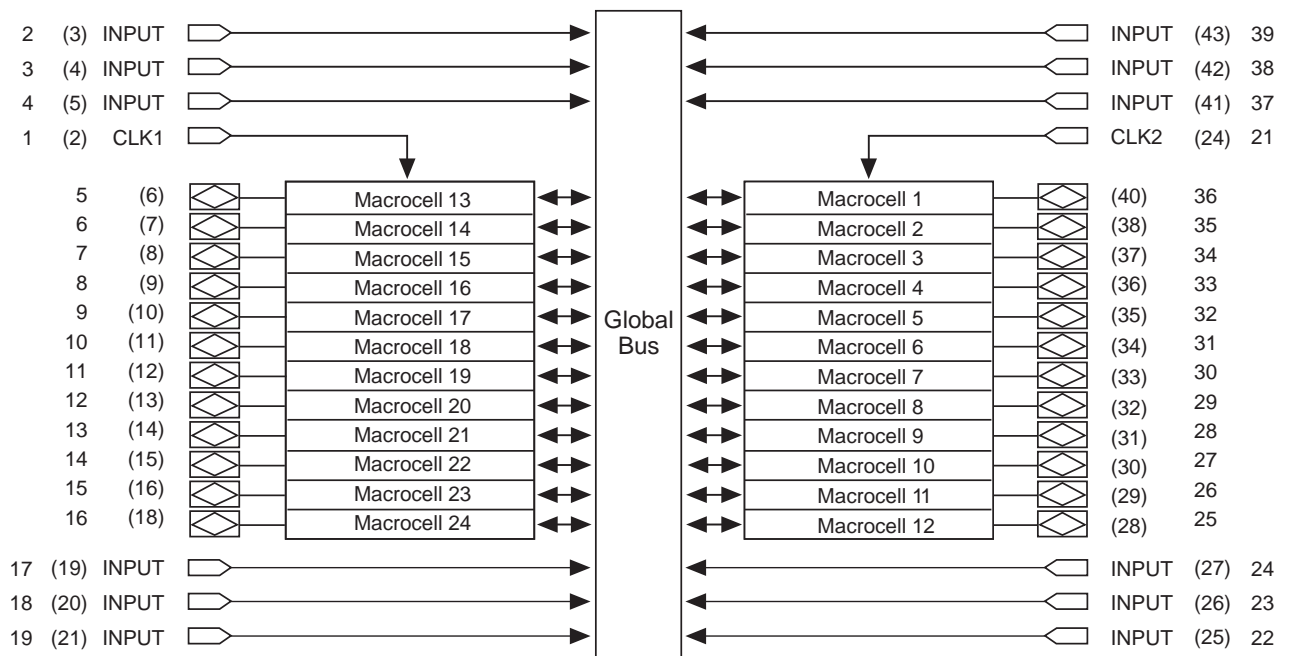 2 (3) INPUT INPUT (43) 39
3 (4) INPUT INPUT (42) 38
4 (5) INPUT INPUT (41) 37
1 (2) CLK1 CLK2 (24) 21
5 (6) Macrocell 13 Macrocell 1 (40) 36
6 (7) Macrocell 14 Macrocell 2 (38) 35
7 (8) Macrocell 15 Macrocell 3 (37) 34
8 (9) Macrocell 16 Macrocell 4 (36) 33
9 (10) Macrocell 17 Global Macrocell 5 (35) 32
10 (11) Macrocell 18 Bus Macrocell 6 (34) 31
11 (12) Macrocell 19 Macrocell 7 (33) 30
12 (13) Macrocell 20 Macrocell 8 (32) 29
13 (14) Macrocell 21 Macrocell 9 (31) 28
14 (15) Macrocell 22 Macrocell 10 (30) 27
15 (16) Macrocell 23 Macrocell 11 (29) 26
16 (18) Macrocell 24 Macrocell 12 (28) 25
17 (19) INPUT INPUT (27) 24
18 (20) INPUT INPUT (26) 23
19 (21) INPUT INPUT (25) 22